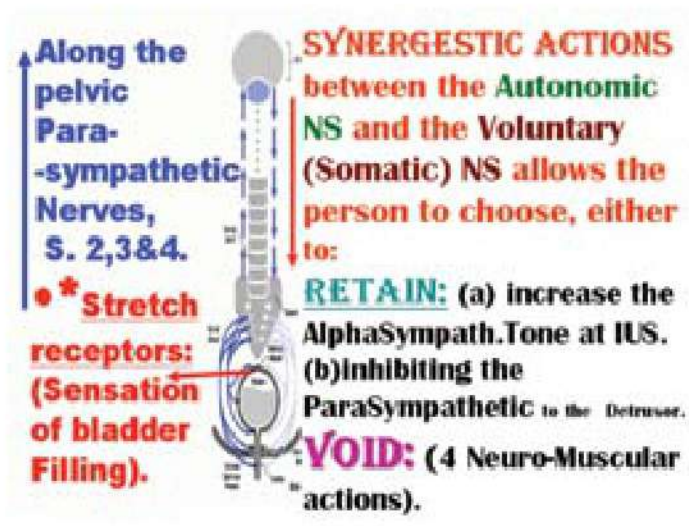 Along the
pelvic
Para-
-sympathetic
Nerves,
S. 2,3&4.
•*Stretch
receptors:
(Sensation
of bladder
Filling).
SYNERGESTIC ACTIONS
between the Autonomic
NS and the Voluntary
(Somatic) NS allows the
person to choose, either
to:
RETAIN: (a) increase the
AlphaSympath.Tone at IUS.
(b)inhibiting the
ParaSympathetic to the Detrusor.
VOID: (4 Neuro-Muscular
actions).